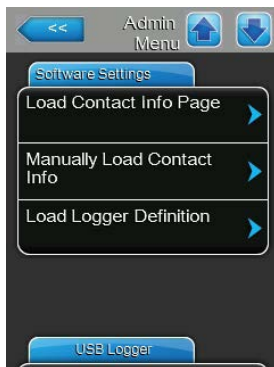 <<
Admin
Menu
Software Settings
Load Contact Info Page
Manually Load Contact
Info
Load Logger Definition
USB Logger